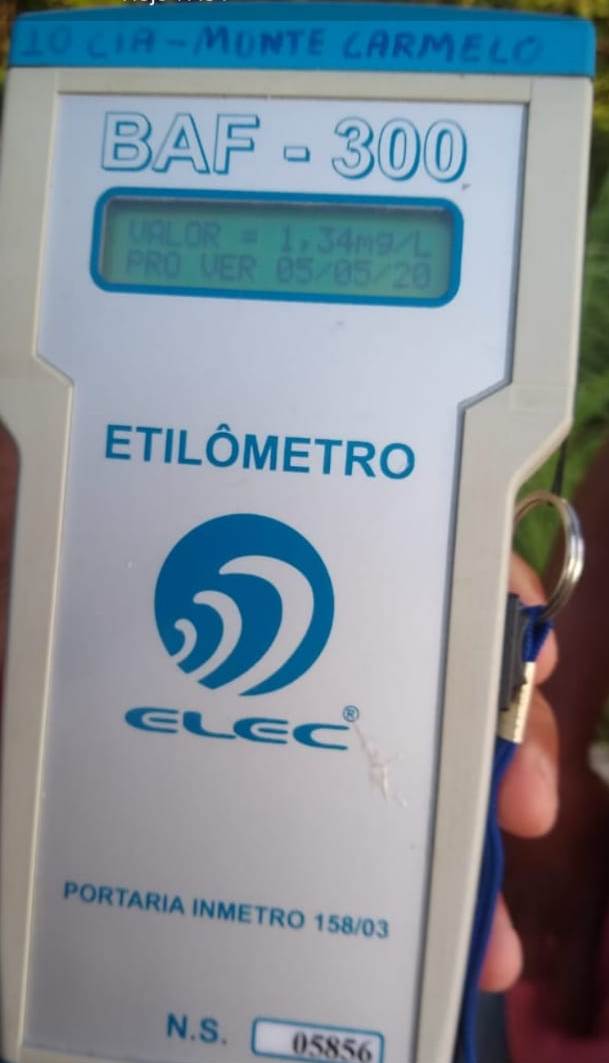 10 CIA - MONTE CARMELO
BAF - 300
VALOR = 1,34mg/L
PRO VER 05/05/20
ETILÔMETRO
ELEC®
PORTARIA INMETRO 158/03
N.S. 05856